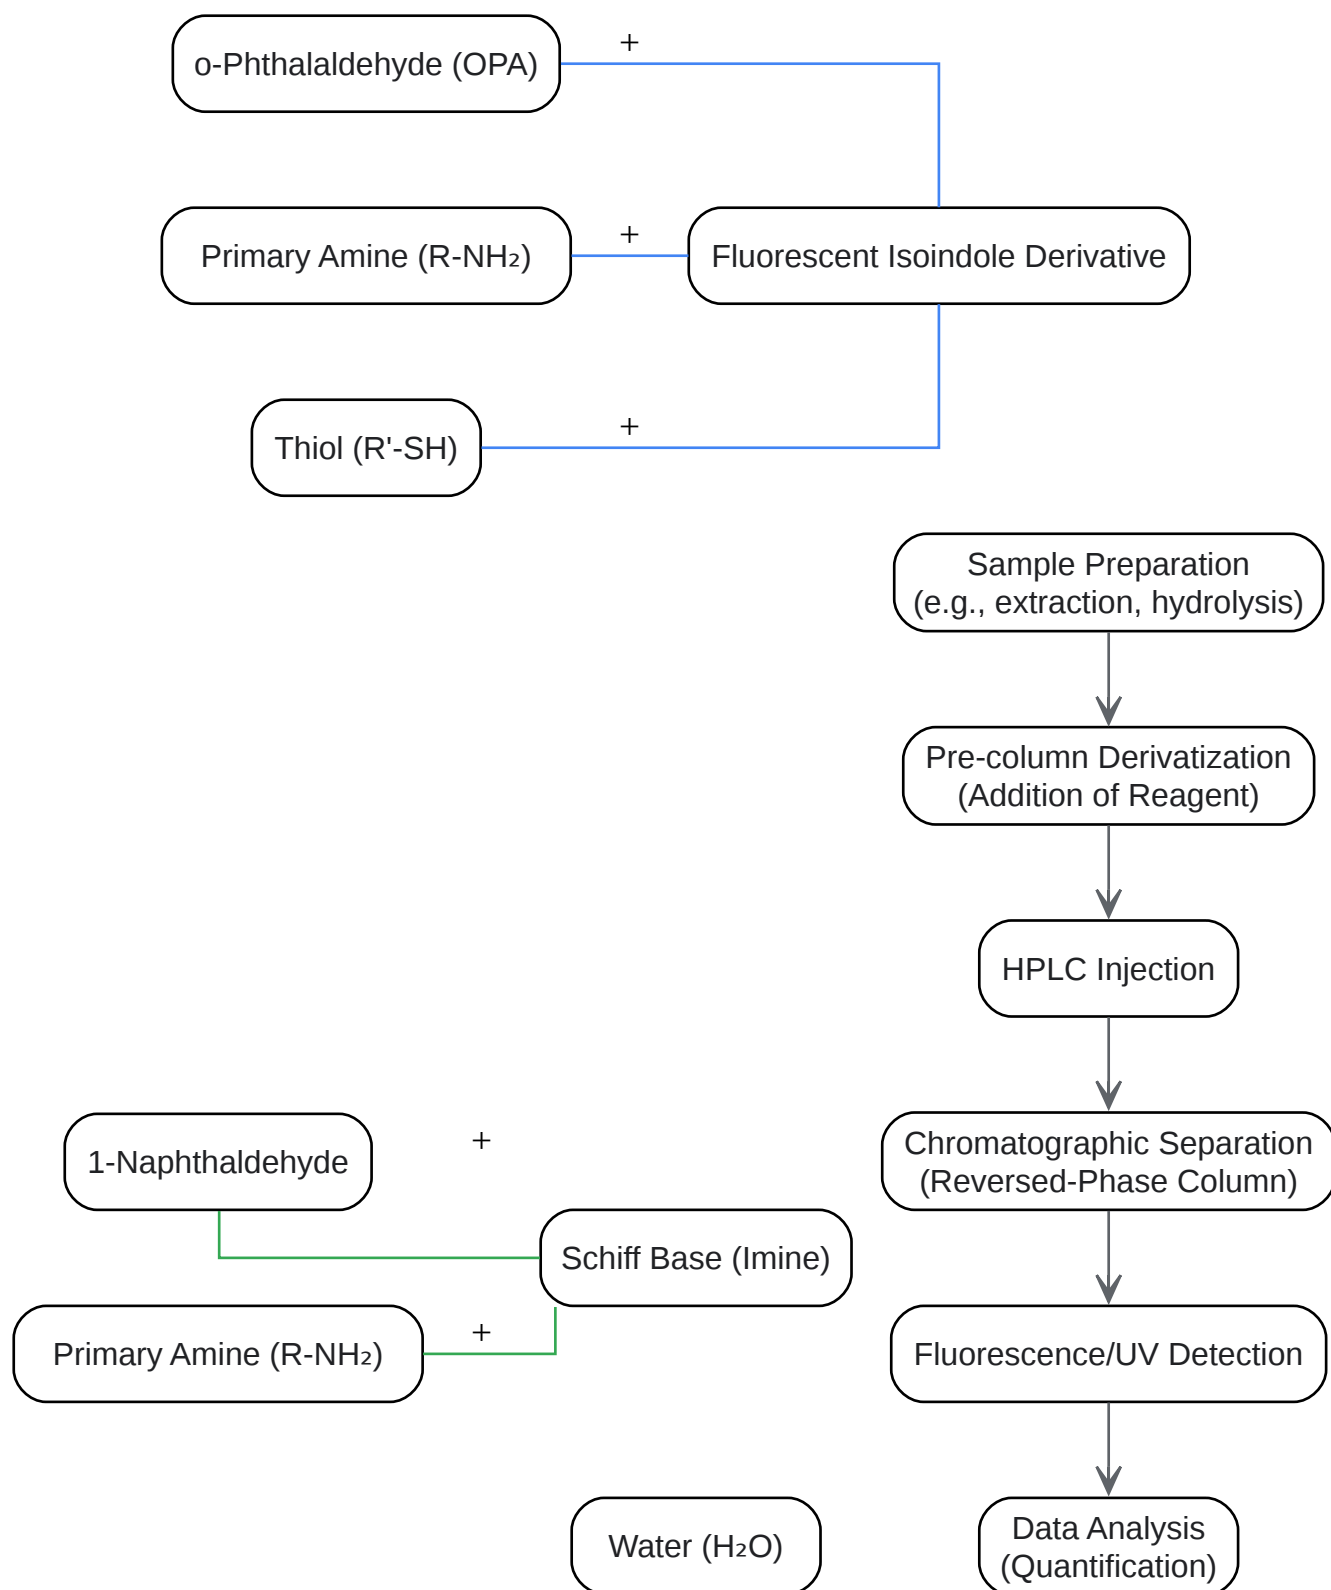 o-Phthalaldehyde (OPA)
+
Primary Amine (R-NH₂)
+
Fluorescent Isoindole Derivative
Thiol (R'-SH)
+
Sample Preparation
(e.g., extraction, hydrolysis)
Pre-column Derivatization
(Addition of Reagent)
HPLC Injection
Chromatographic Separation
(Reversed-Phase Column)
Fluorescence/UV Detection
Data Analysis
(Quantification)
1-Naphthaldehyde
+
Schiff Base (Imine)
Primary Amine (R-NH₂)
+
Water (H₂O)